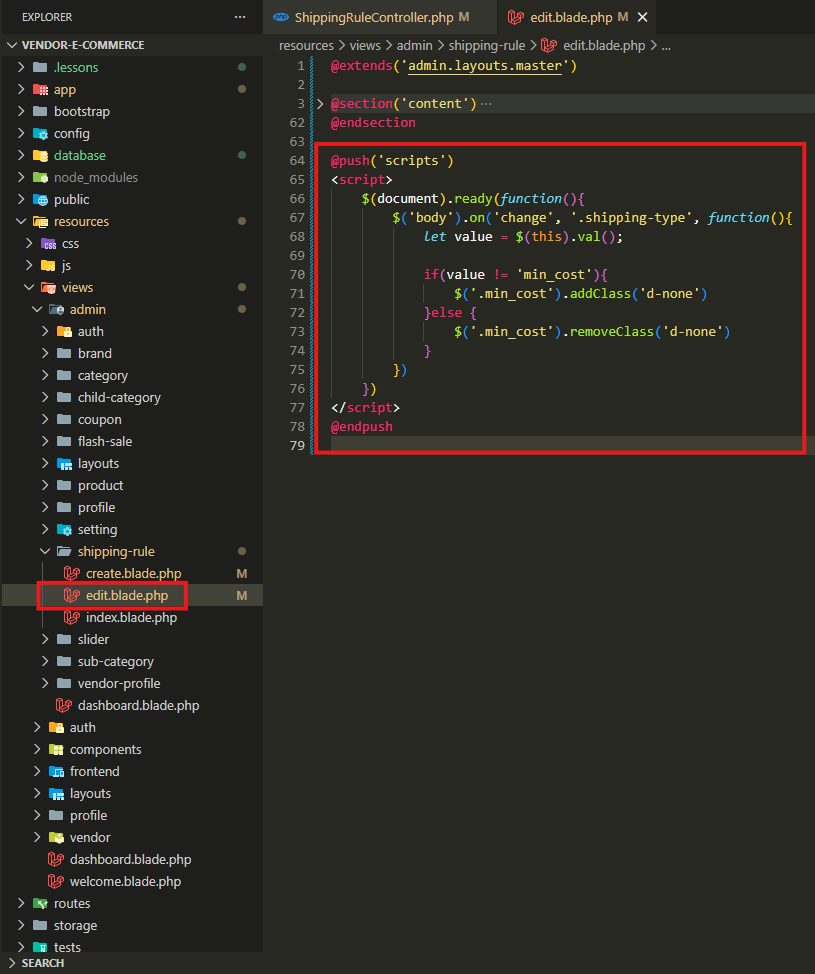 EXPLORER
VENDOR-E-COMMERCE
.lessons
app
bootstrap
config
database
node_modules
public
resources
css
js
views
admin
auth
brand
category
child-category
coupon
flash-sale
layouts
product
profile
setting
shipping-rule
create.blade.php M
edit.blade.php M
index.blade.php
slider
sub-category
vendor-profile
dashboard.blade.php
auth
components
frontend
layouts
profile
vendor
dashboard.blade.php
welcome.blade.php
routes
storage
tests
SEARCH
php ShippingRuleController.php M
edit.blade.php M
resources > views > admin > shipping-rule > edit.blade.php > ...
1 @extends('admin.layouts.master')
2
3 @section('content') ...
62 @endsection
63
64 @push('scripts')
65 <script>
66 $(document).ready(function(){
67 $('body').on('change', '.shipping-type', function(){
68 let value = $(this).val();
69
70 if(value != 'min_cost'){
71 $('.min_cost').addClass('d-none')
72 }else {
73 $('.min_cost').removeClass('d-none')
74 }
75 })
76 })
77 </script>
78 @endpush
79